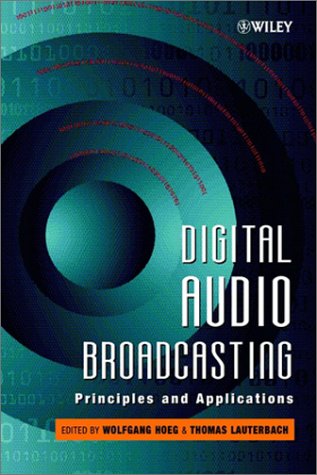 WILEY
DIGITAL
AUDIO
BROADCASTING
Principles and Applications
EDITED BY WOLFGANG HOEG & THOMAS LAUTERBACH